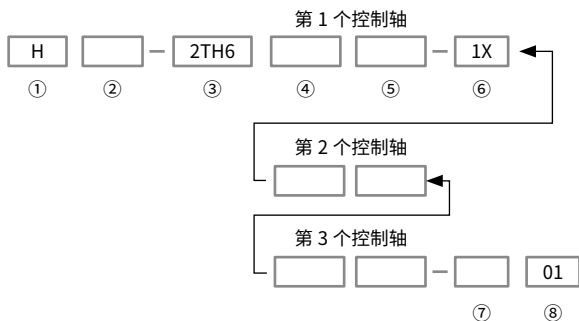 第 1 个控制轴
H – 2TH6 – 1X
① ② ③ ④ ⑤ ⑥
第 2 个控制轴
第 3 个控制轴
– 01
⑦ ⑧